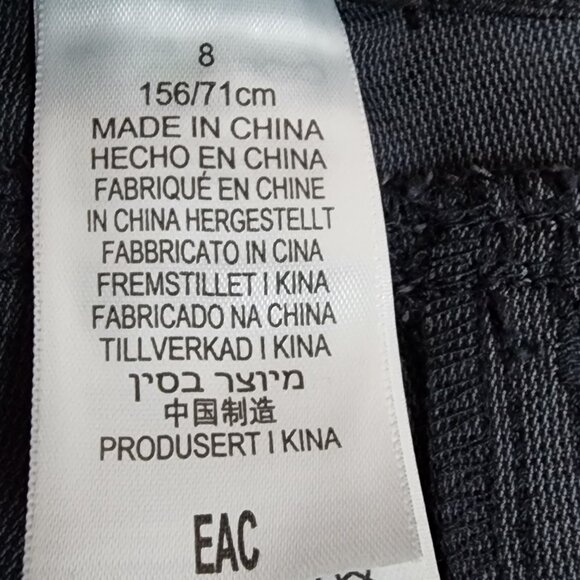 8
156/71cm
MADE IN CHINA
HECHO EN CHINA
FABRIQUÉ EN CHINE
IN CHINA HERGESTELLT
FABBRICATO IN CINA
FREMSTILLET I KINA
FABRICADO NA CHINA
TILLVERKAD I KINA
מיוצר בסין
中国制造
PRODUSERT I KINA
EAC